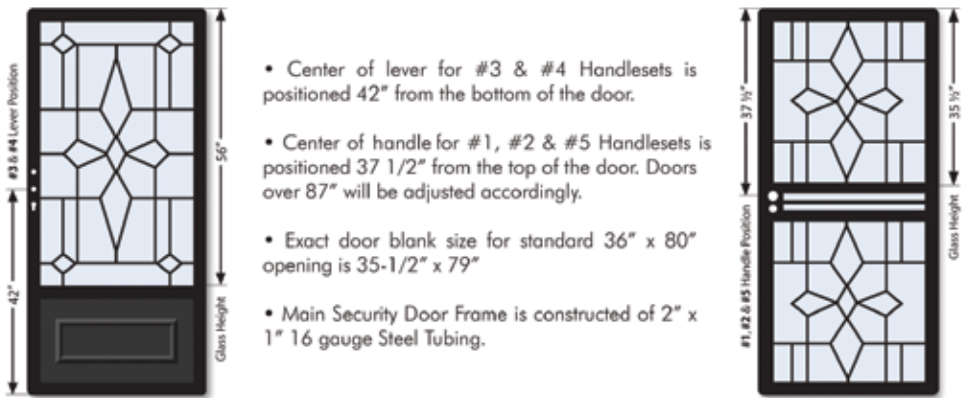 #3 & #4 Lever Position
42"
56"
Glass Height
• Center of lever for #3 & #4 Handlesets is
positioned 42" from the bottom of the door.
• Center of handle for #1, #2 & #5 Handlesets is
positioned 37 1/2" from the top of the door. Doors
over 87" will be adjusted accordingly.
• Exact door blank size for standard 36" x 80"
opening is 35-1/2" x 79"
• Main Security Door Frame is constructed of 2" x
1" 16 gauge Steel Tubing.
37 ½"
#1, #2 & #5 Handle Position
35 ½"
Glass Height